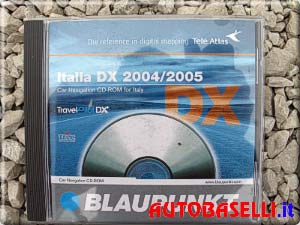 The reference in digital mapping Tele Atlas
Italia DX 2004/2005
Car Navigation CD-ROM for Italy
TravelPilot DX
DX
Car Navigation CD-ROM
BLAUPUNKT
AUTOBASELLI.it